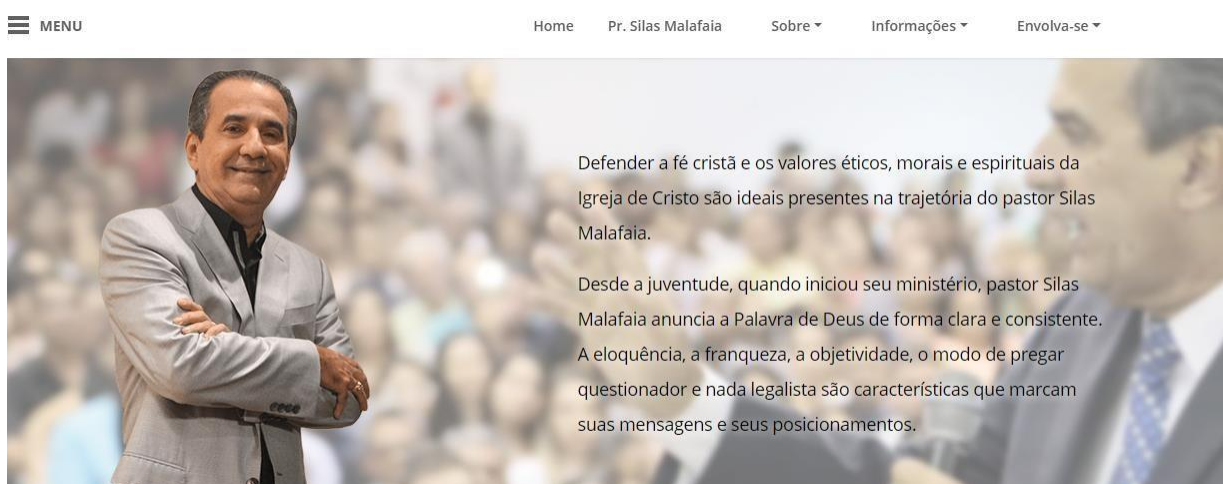 MENU
Home
Pr. Silas Malafaia
Sobre
Informações
Envolva-se
Defender a fé cristã e os valores éticos, morais e espirituais da
Igreja de Cristo são ideais presentes na trajetória do pastor Silas
Malafaia.
Desde a juventude, quando iniciou seu ministério, pastor Silas
Malafaia anuncia a Palavra de Deus de forma clara e consistente.
A eloquência, a franqueza, a objetividade, o modo de pregar
questionador e nada legalista são características que marcam
suas mensagens e seus posicionamentos.